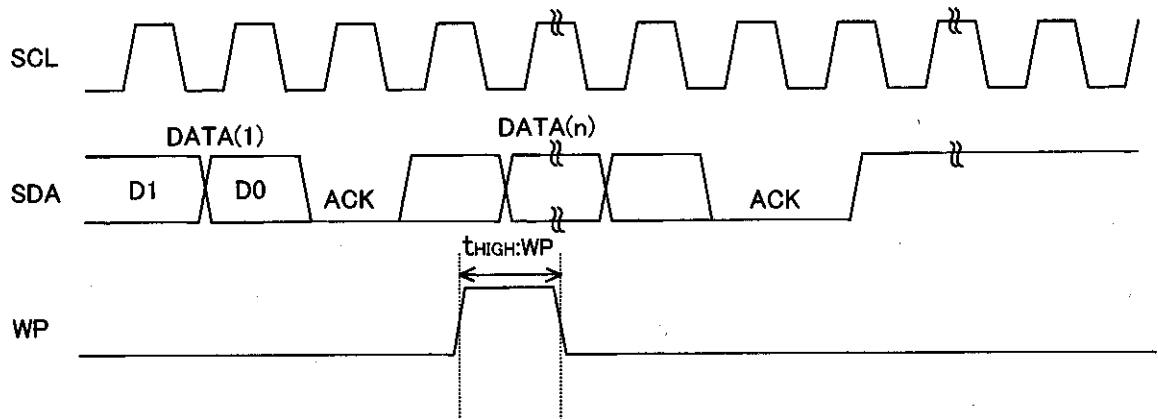 SCL
DATA(1) DATA(n)
SDA D1 D0 ACK ACK
tHIGH:WP
WP